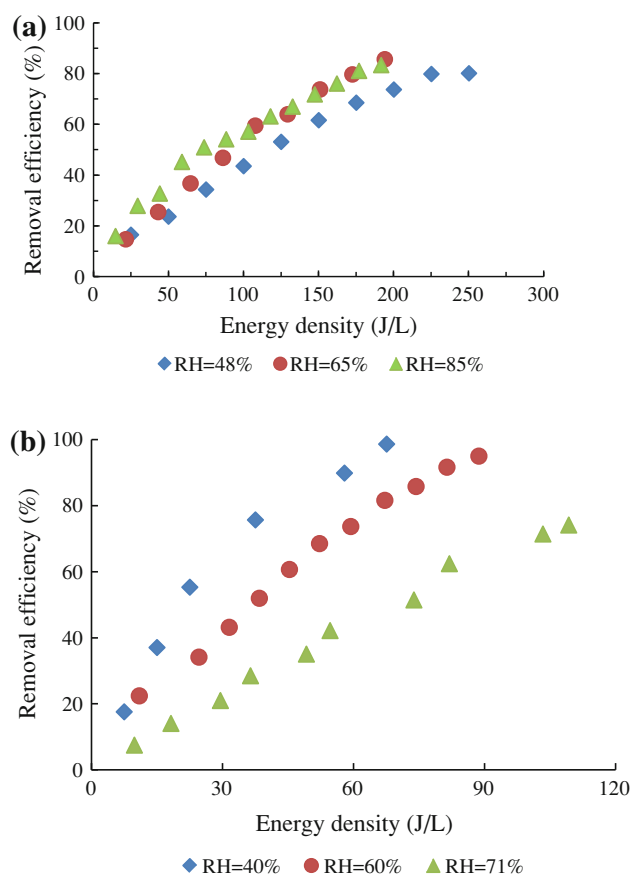 (a)
Removal efficiency (%)
100
80
60
40
20
0
0 50 100 150 200 250 300
Energy density (J/L)
RH=48% RH=65% RH=85%
(b)
Removal efficiency (%)
100
80
60
40
20
0
0 30 60 90 120
Energy density (J/L)
RH=40% RH=60% RH=71%